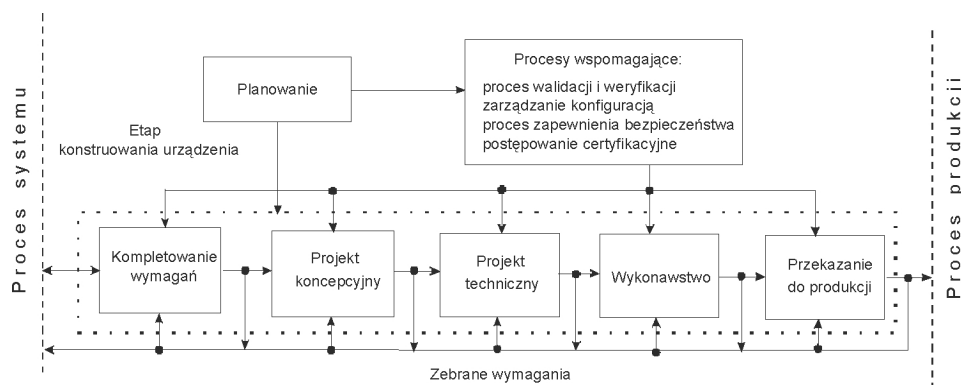 Proces systemu
Procesy wspomagające:
Planowanie
proces walidacji i weryfikacji
zarządzanie konfiguracją
proces zapewnienia bezpieczeństwa
postępowanie certyfikacyjne
Etap
konstruowania urządzenia
Kompletowanie
wymagań
Projekt
koncepcyjny
Projekt
techniczny
Wykonawstwo
Przekazanie
do produkcji
Zebrane wymagania
Proces produkcji